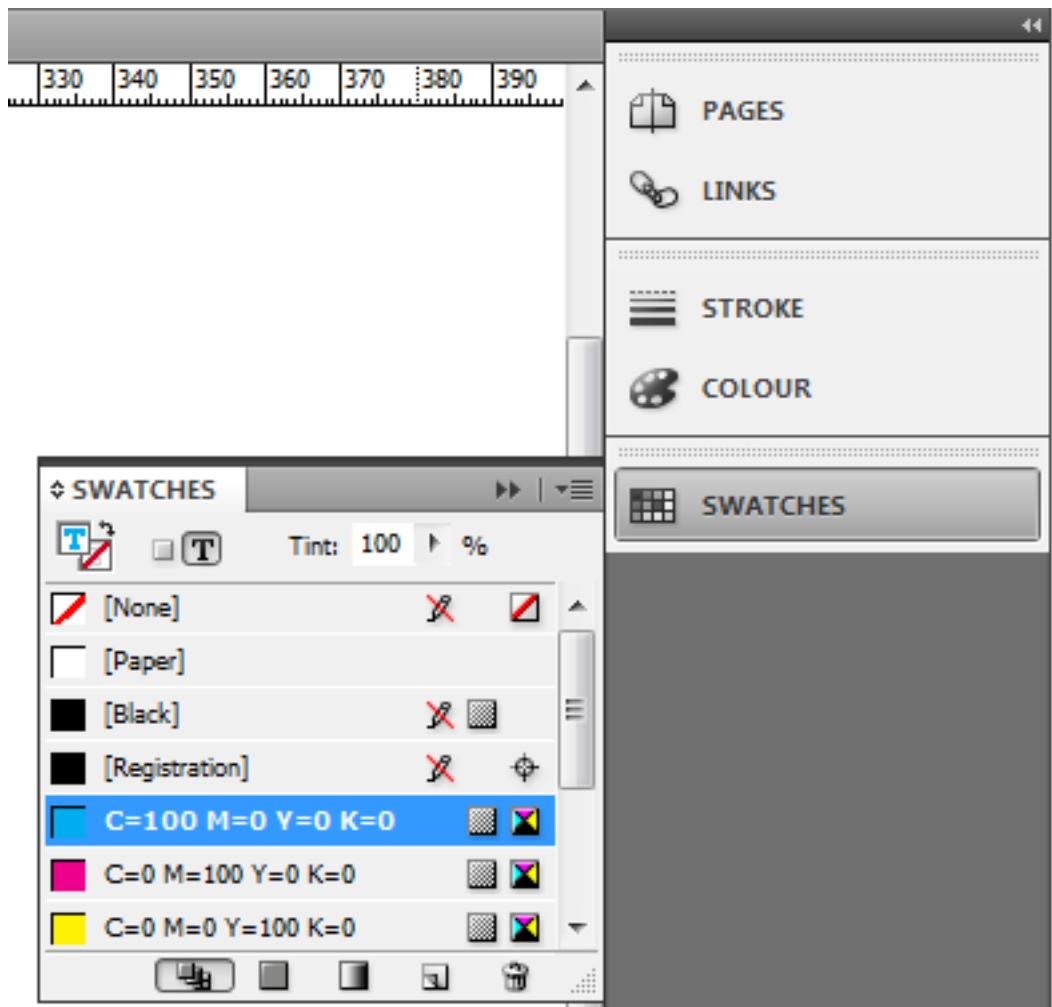 330 340 350 360 370 380 390
PAGES
LINKS
STROKE
COLOUR
SWATCHES
SWATCHES
T T Tint: 100 %
[None]
[Paper]
[Black]
[Registration]
C=100 M=0 Y=0 K=0
C=0 M=100 Y=0 K=0
C=0 M=0 Y=100 K=0